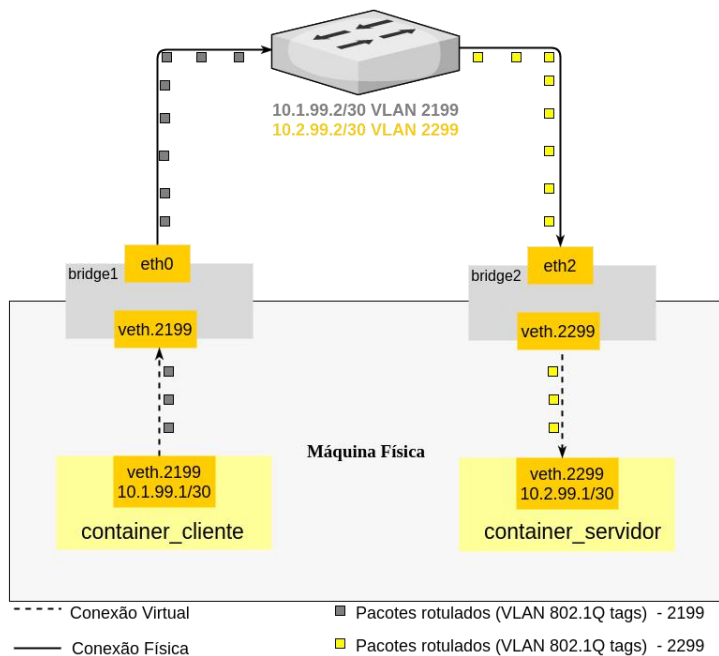 10.1.99.2/30 VLAN 2199
10.2.99.2/30 VLAN 2299
bridge1
eth0
veth.2199
bridge2
eth2
veth.2299
Máquina Física
veth.2199
10.1.99.1/30
container_cliente
veth.2299
10.2.99.1/30
container_servidor
Conexão Virtual
Pacotes rotulados (VLAN 802.1Q tags) - 2199
Conexão Física
Pacotes rotulados (VLAN 802.1Q tags) - 2299